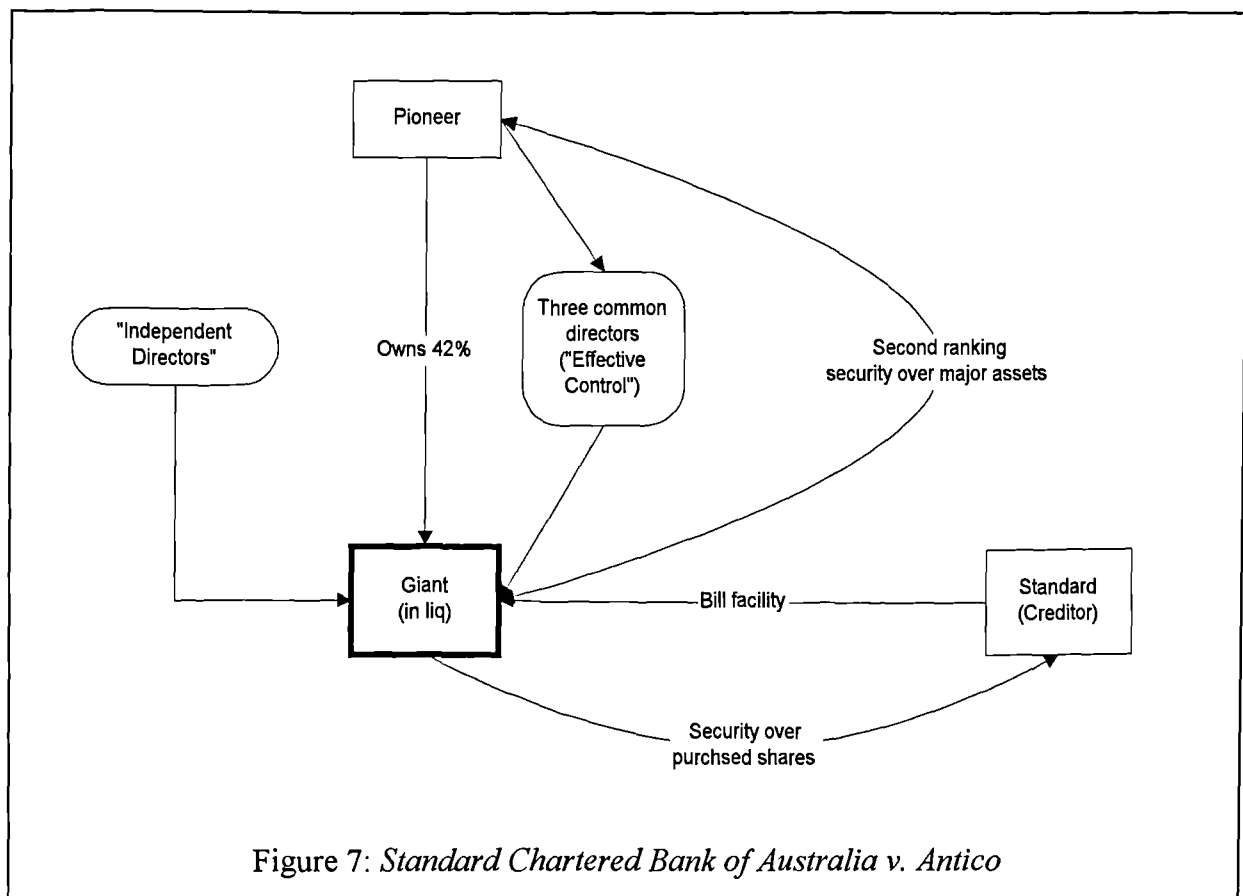 Pioneer
"Independent
Directors"
Owns 42%
Three common
directors
("Effective
Control")
Second ranking
security over major assets
Giant
(in liq)
Bill facility
Standard
(Creditor)
Security over
purchsed shares
Figure 7: Standard Chartered Bank of Australia v. Antico